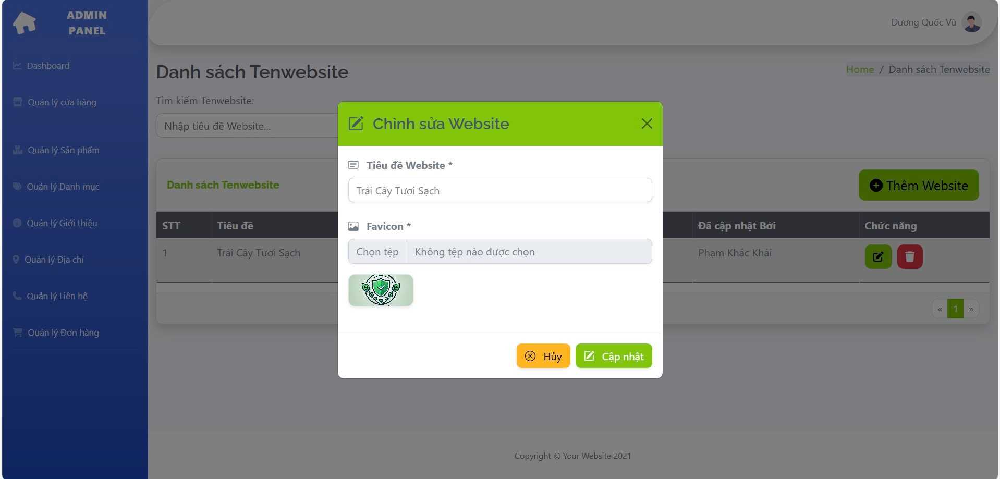 ADMIN
PANEL
Dashboard
Quản lý cửa hàng
Quản lý Sản phẩm
Quản lý Danh mục
Quản lý Giới thiệu
Quản lý Địa chỉ
Quản lý Liên hệ
Quản lý Đơn hàng
Dương Quốc Vũ
Danh sách Tenwebsite
Home / Danh sách Tenwebsite
Tìm kiếm Tenwebsite:
Nhập tiêu đề Website...
Danh sách Tenwebsite
Thêm Website
STT Tiêu đề Đã cập nhật Bởi Chức năng
1 Trái Cây Tươi Sạch Phạm Khắc Khải
« 1 »
Chỉnh sửa Website
Tiêu đề Website *
Trái Cây Tươi Sạch
Favicon *
Chọn tệp Không tệp nào được chọn
Hủy Cập nhật
Copyright © Your Website 2021